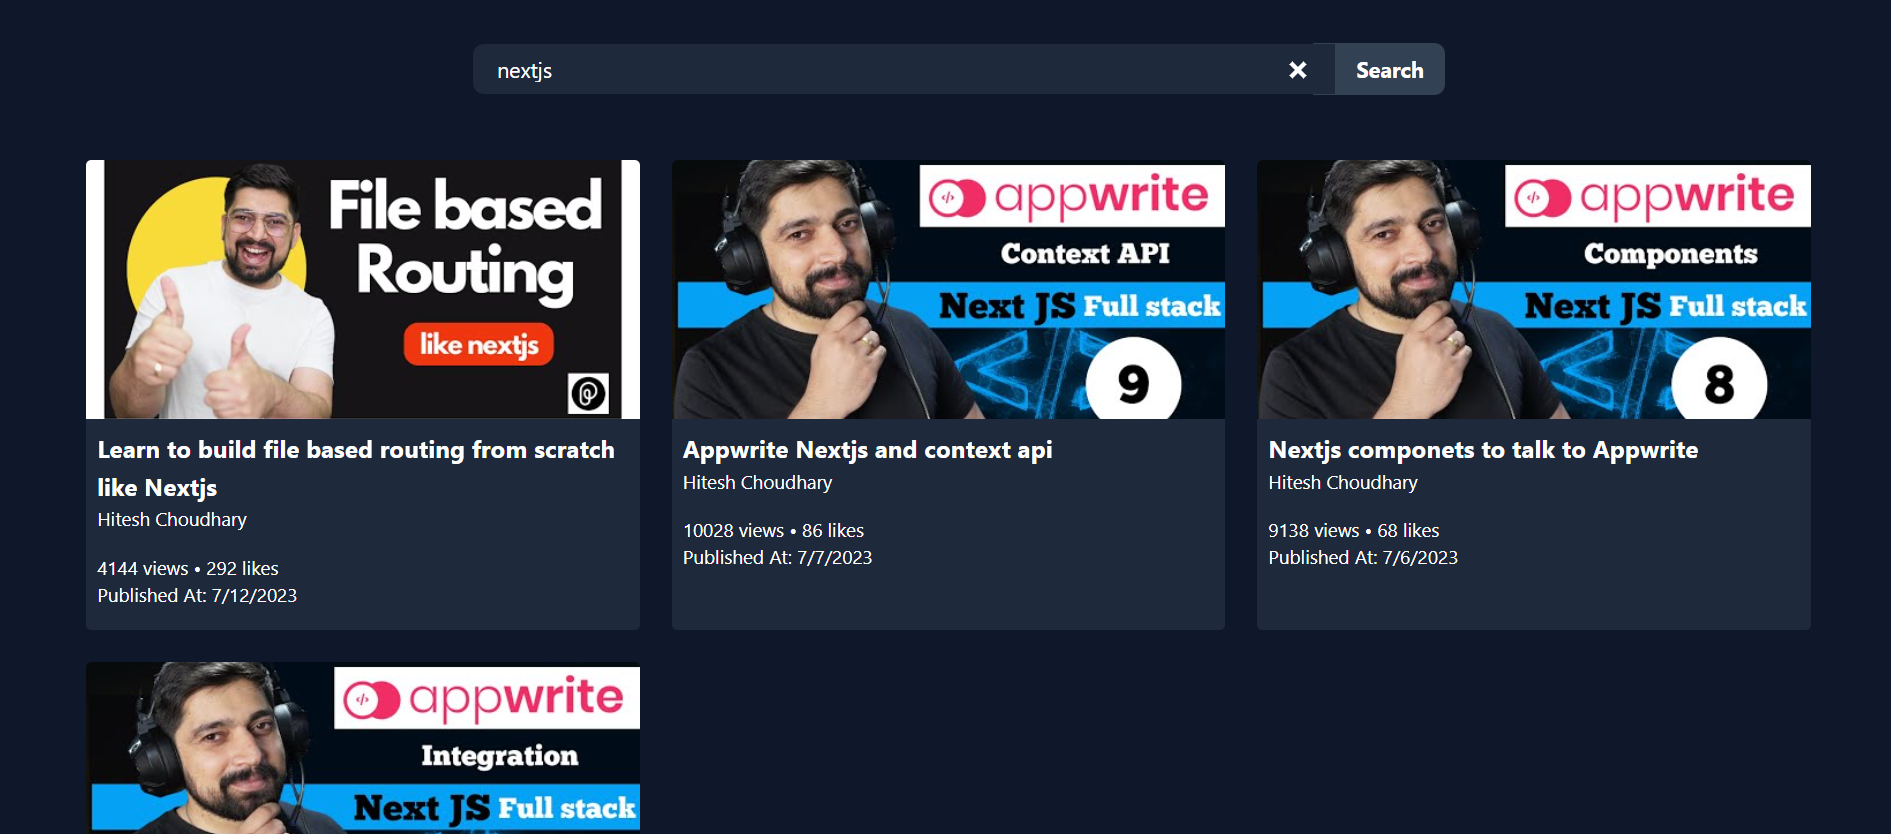 nextjs
Search
File based
Routing
like nextjs
Learn to build file based routing from scratch
like Nextjs
Hitesh Choudhary
4144 views • 292 likes
Published At: 7/12/2023
appwrite
Context API
Next JS Full stack
9
Appwrite Nextjs and context api
Hitesh Choudhary
10028 views • 86 likes
Published At: 7/7/2023
appwrite
Components
Next JS Full stack
8
Nextjs componets to talk to Appwrite
Hitesh Choudhary
9138 views • 68 likes
Published At: 7/6/2023
appwrite
Integration
Next JS Full stack